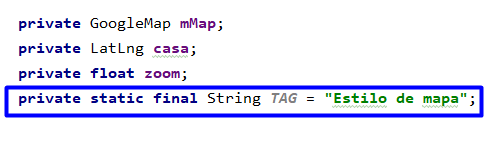 private GoogleMap mMap;
private LatLng casa;
private float zoom;
private static final String TAG = "Estilo de mapa";